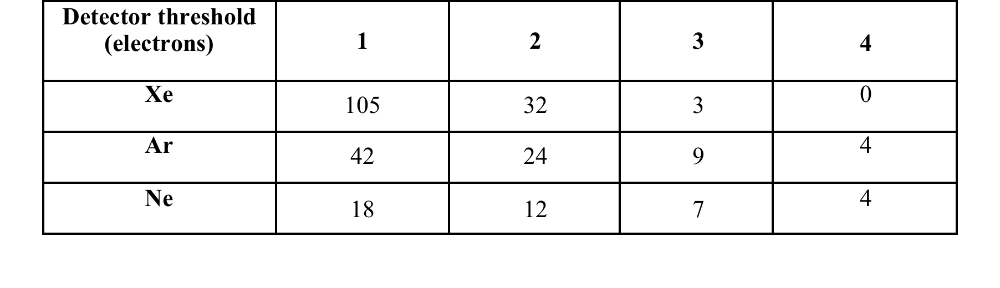 Detector threshold
(electrons) 1 2 3 4
Xe 105 32 3 0
Ar 42 24 9 4
Ne 18 12 7 4